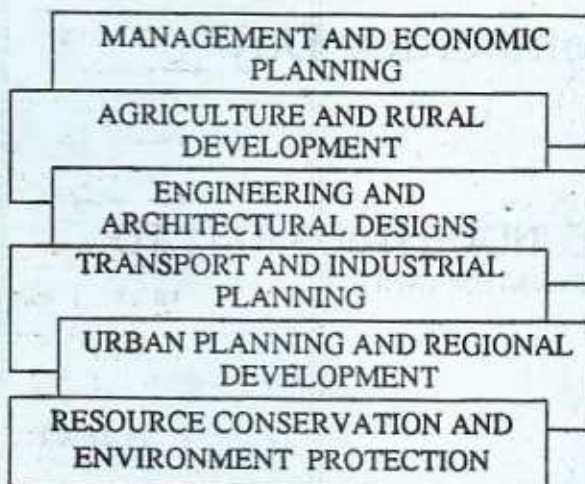 MANAGEMENT AND ECONOMIC
PLANNING
AGRICULTURE AND RURAL
DEVELOPMENT
ENGINEERING AND
ARCHITECTURAL DESIGNS
TRANSPORT AND INDUSTRIAL
PLANNING
URBAN PLANNING AND REGIONAL
DEVELOPMENT
RESOURCE CONSERVATION AND
ENVIRONMENT PROTECTION